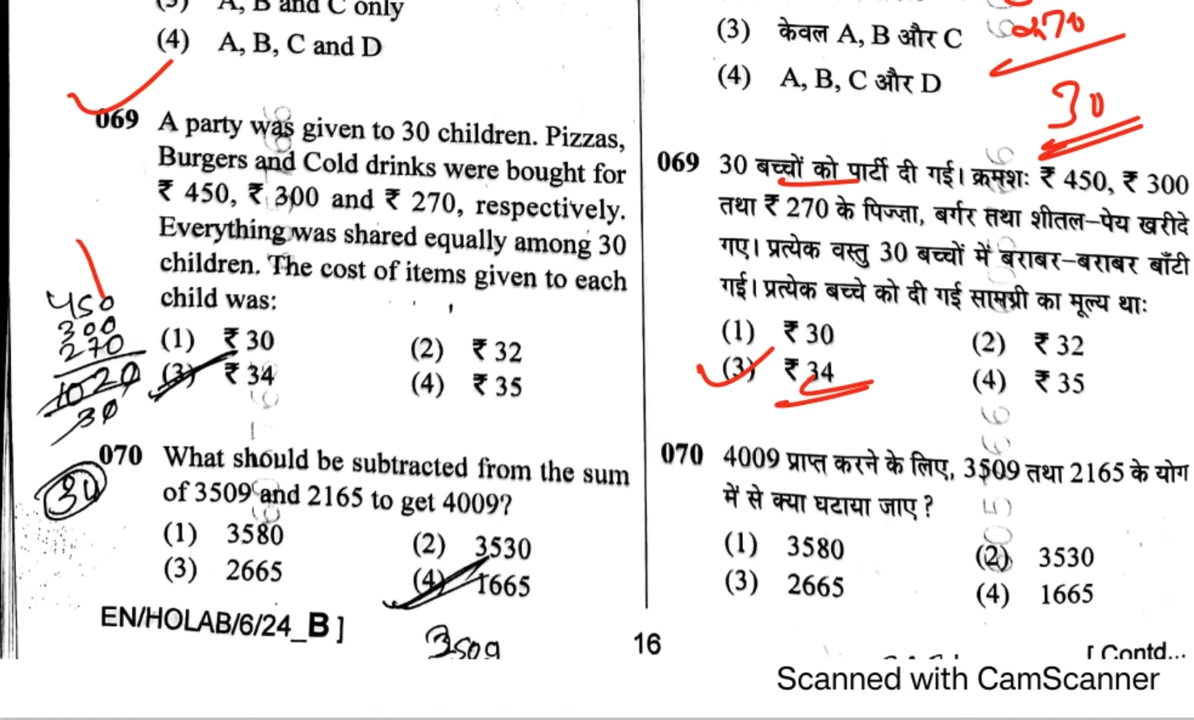 (3) A, B and C only
(4) A, B, C and D
069 A party was given to 30 children. Pizzas,
Burgers and Cold drinks were bought for
₹ 450, ₹ 300 and ₹ 270, respectively.
Everything was shared equally among 30
children. The cost of items given to each
child was:
(1) ₹ 30 (2) ₹ 32
(3) ₹ 34 (4) ₹ 35
450
300
270
1020
30
34
070 What should be subtracted from the sum
of 3509 and 2165 to get 4009?
(1) 3580 (2) 3530
(3) 2665 (4) 1665
EN/HOLAB/6/24_B ]
3509
16
(3) केवल A, B और C
(4) A, B, C और D
70
30
069 30 बच्चों को पार्टी दी गई। क्रमशः ₹ 450, ₹ 300
तथा ₹ 270 के पिज्जा, बर्गर तथा शीतल-पेय खरीदे
गए। प्रत्येक वस्तु 30 बच्चों में बराबर-बराबर बाँटी
गई। प्रत्येक बच्चे को दी गई सामग्री का मूल्य थाः
(1) ₹ 30 (2) ₹ 32
(3) ₹ 34 (4) ₹ 35
070 4009 प्राप्त करने के लिए, 3509 तथा 2165 के योग
में से क्या घटाया जाए ?
(1) 3580 (2) 3530
(3) 2665 (4) 1665
[ Contd...
Scanned with CamScanner